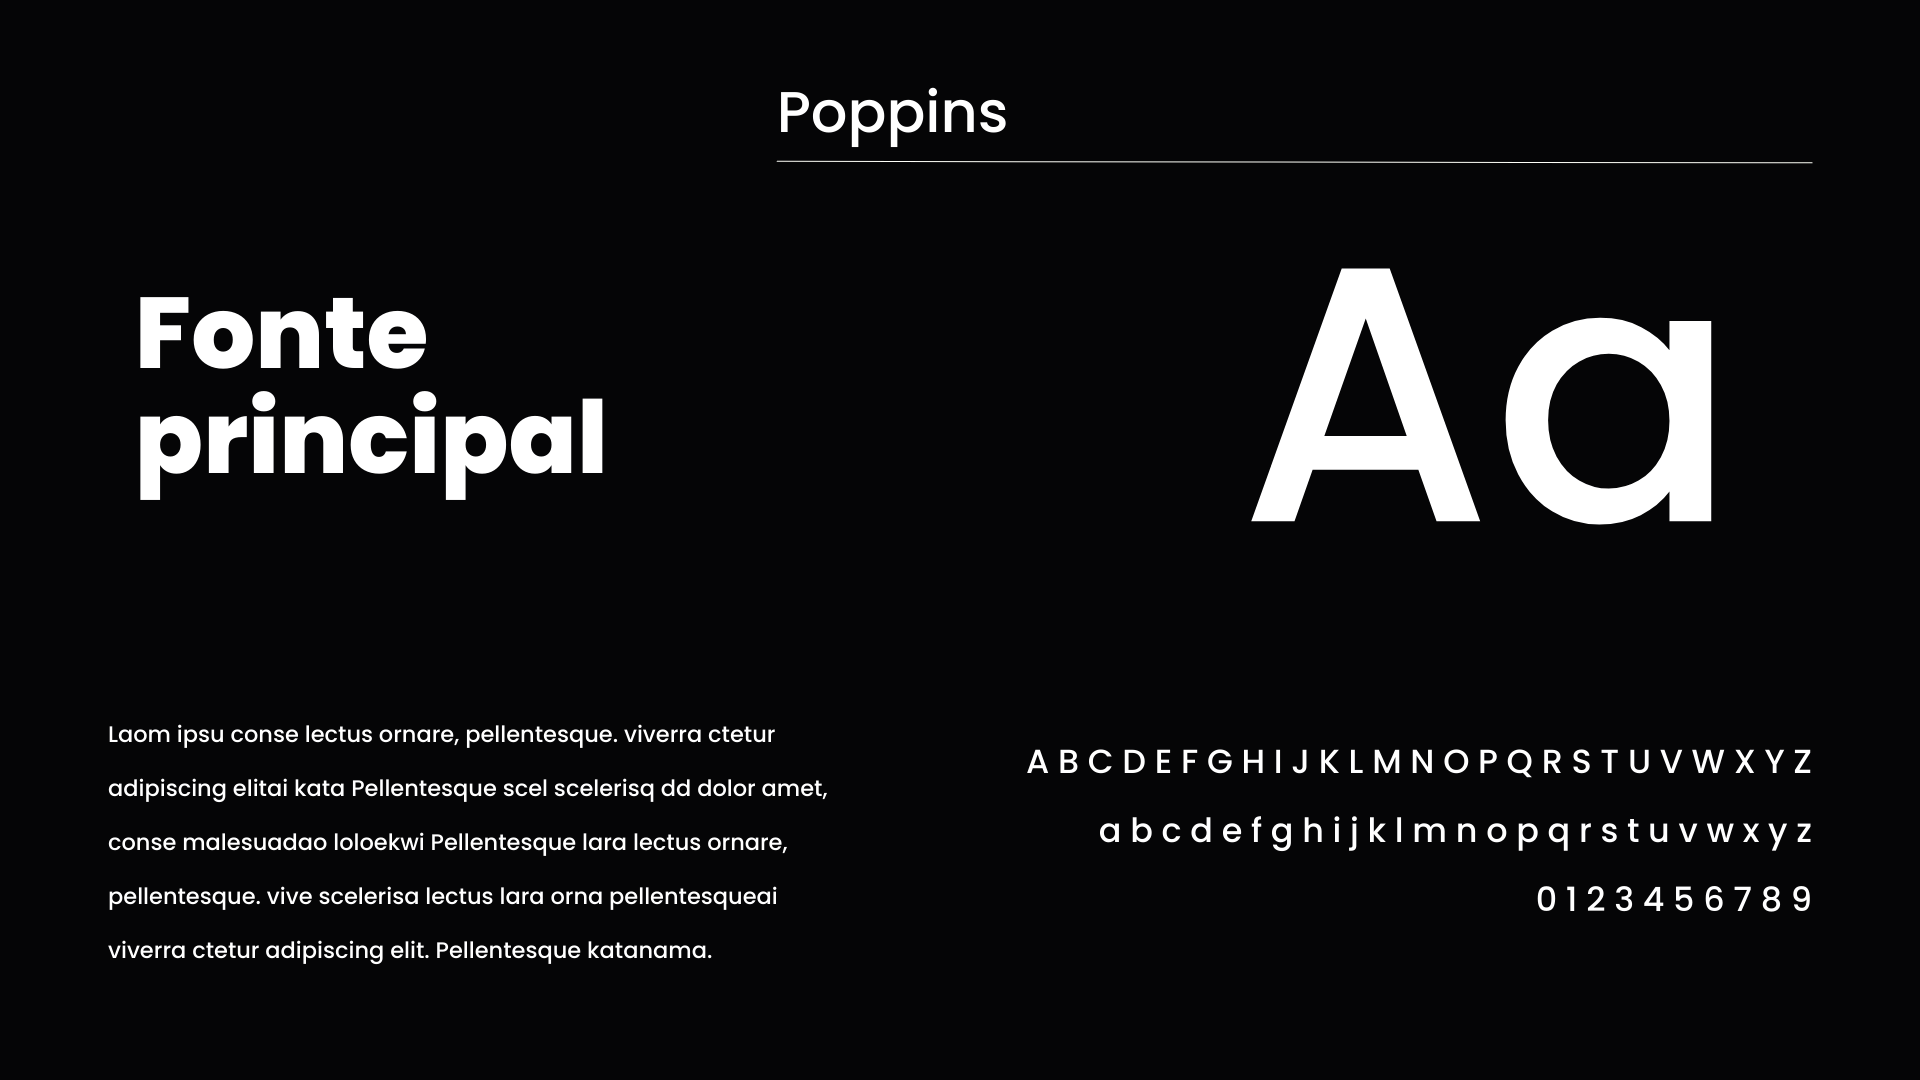 Poppins
Fonte
principal
Aa
Laom ipsu conse lectus ornare, pellentesque. viverra ctetur
adipiscing elitai kata Pellentesque scel scelerisq dd dolor amet,
conse malesuadao loloekwi Pellentesque lara lectus ornare,
pellentesque. vive scelerisa lectus lara orna pellentesqueai
viverra ctetur adipiscing elit. Pellentesque katanama.
A B C D E F G H I J K L M N O P Q R S T U V W X Y Z
a b c d e f g h i j k l m n o p q r s t u v w x y z
0 1 2 3 4 5 6 7 8 9